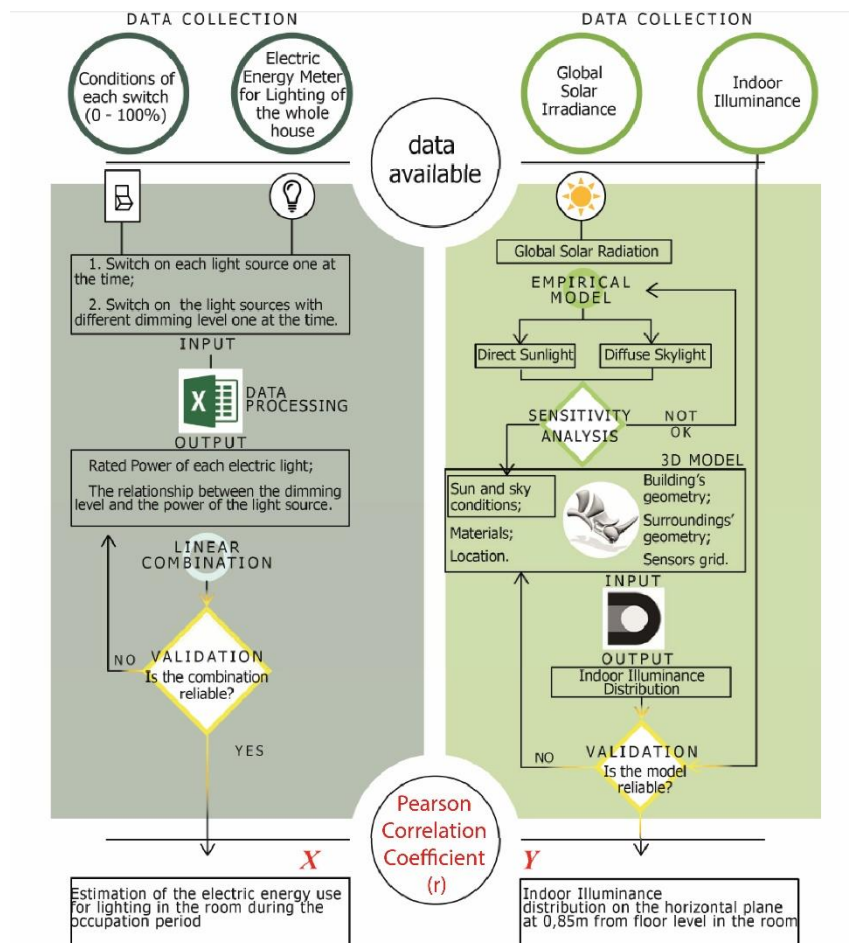 DATA COLLECTION
Conditions of
each switch
(0 - 100%)
Electric
Energy Meter
for Lighting of
the whole
house
data
available
DATA COLLECTION
Global
Solar
Irradiance
Indoor
Illuminance
1. Switch on each light source one at
the time;
2. Switch on the light sources with
different dimming level one at the time.
INPUT
X
DATA
PROCESSING
OUTPUT
Rated Power of each electric light;
The relationship between the dimming
level and the power of the light source.
LINEAR
COMBINATION
VALIDATION
Is the combination
reliable?
NO
YES
Global Solar Radiation
EMPIRICAL
MODEL
Direct Sunlight
Diffuse Skylight
SENSITIVITY
ANALYSIS
NOT
OK
3D MODEL
Sun and sky
conditions;
Materials;
Location.
Building's
geometry;
Surroundings'
geometry;
Sensors grid.
INPUT
OUTPUT
Indoor Illuminance
Distribution
VALIDATION
Is the model
reliable?
NO
Pearson
Correlation
Coefficient
(r)
X
Y
Estimation of the electric energy use
for lighting in the room during the
occupation period
Indoor Illuminance
distribution on the horizontal plane
at 0,85m from floor level in the room